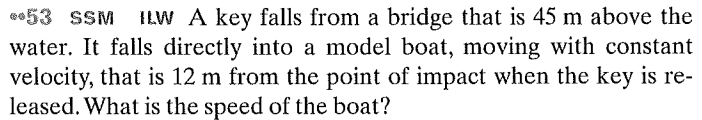 ••53 SSM ILW A key falls from a bridge that is 45 m above the
water. It falls directly into a model boat, moving with constant
velocity, that is 12 m from the point of impact when the key is re-
leased. What is the speed of the boat?